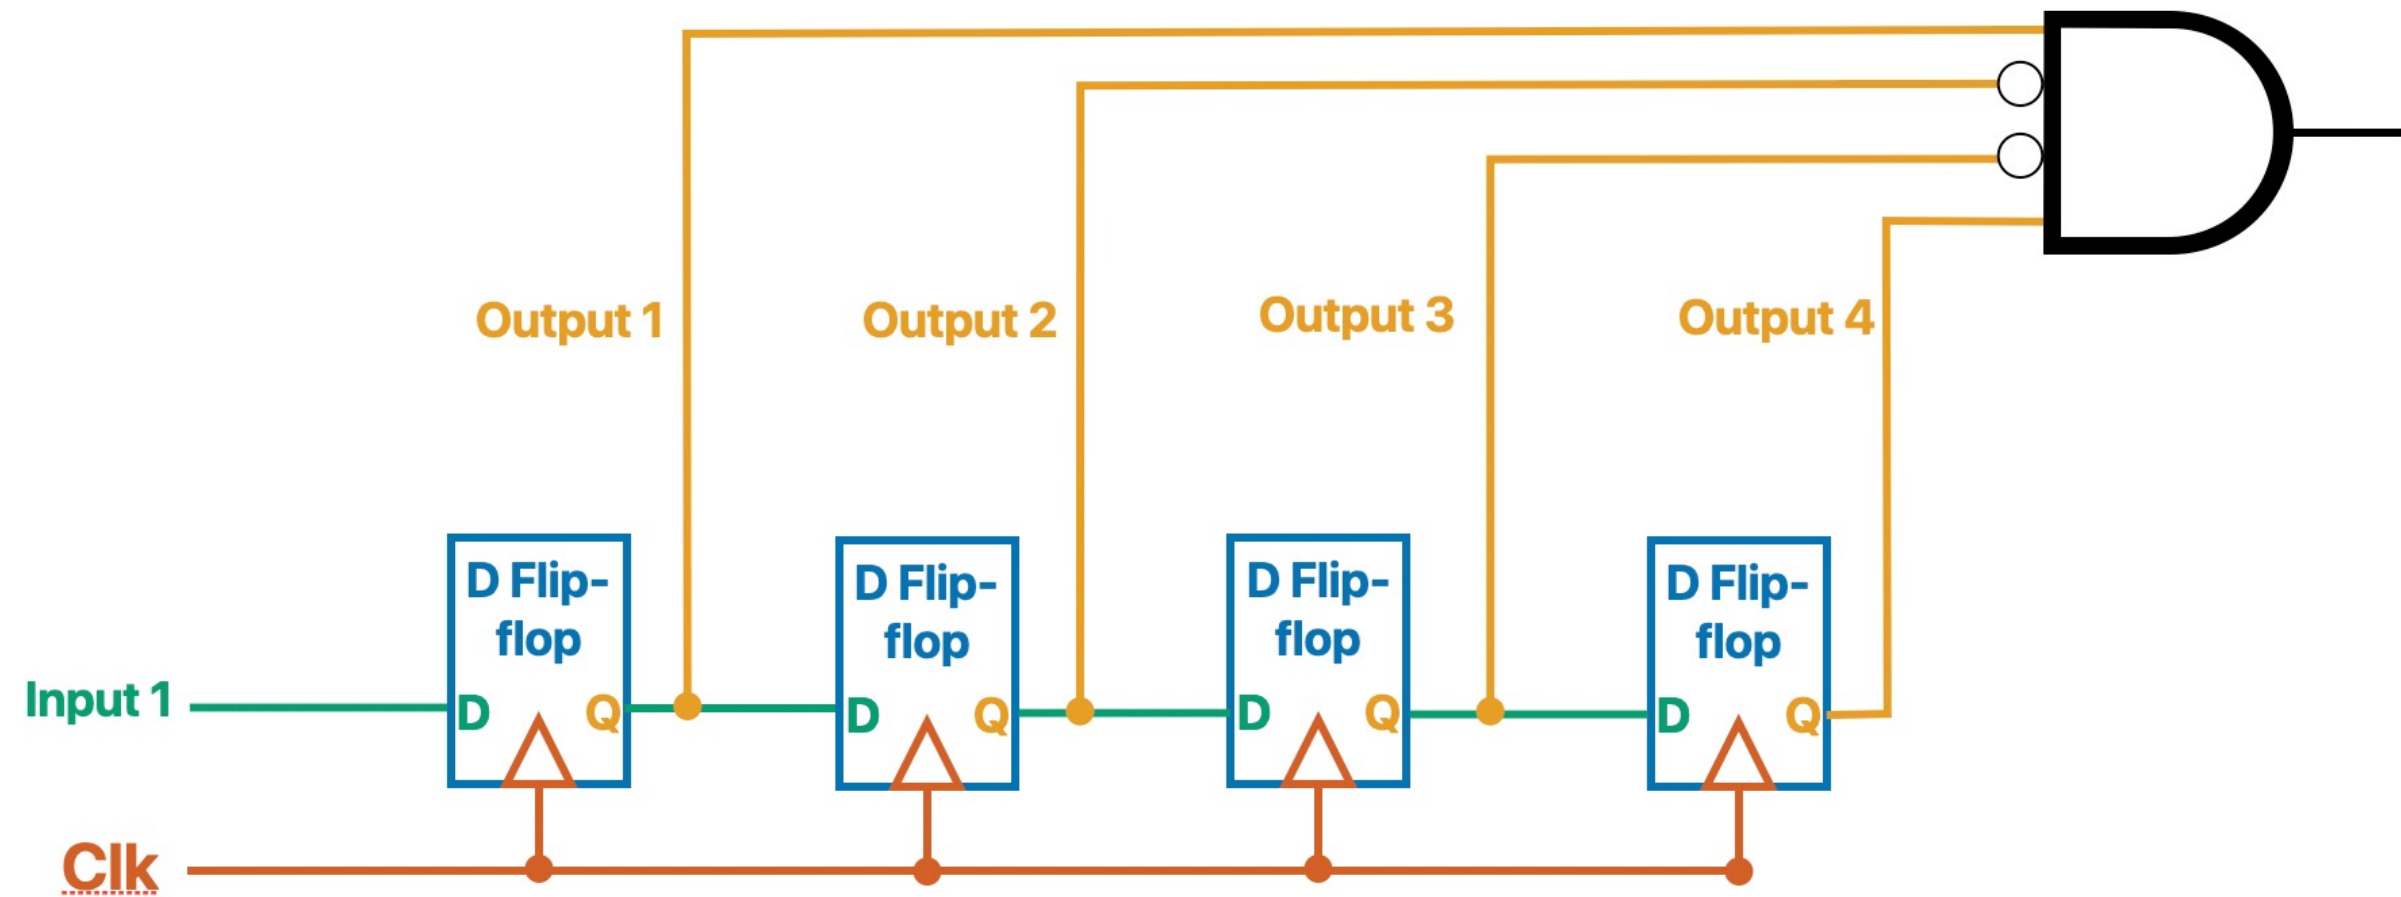 Output 1
Output 2
Output 3
Output 4
D Flip-
flop
D Q
D Flip-
flop
D Q
D Flip-
flop
D Q
D Flip-
flop
D Q
Input 1
Clk